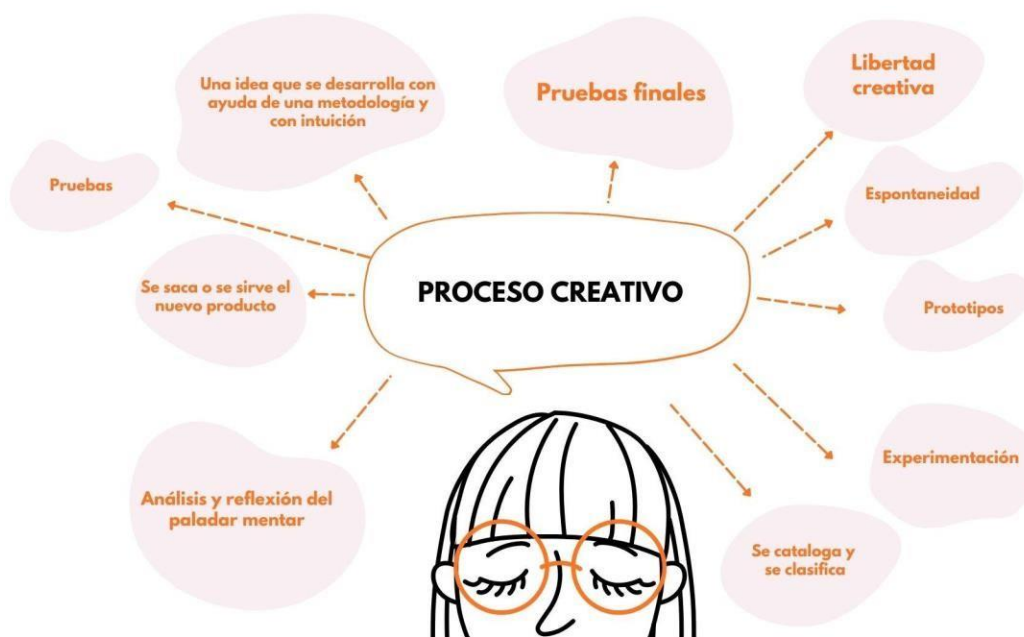 Una idea que se desarrolla con
ayuda de una metodología y
con intuición
Pruebas finales
Libertad
creativa
Pruebas
Espontaneidad
Se saca o se sirve el
nuevo producto
PROCESO CREATIVO
Prototipos
Análisis y reflexión del
paladar mentar
Experimentación
Se cataloga y
se clasifica